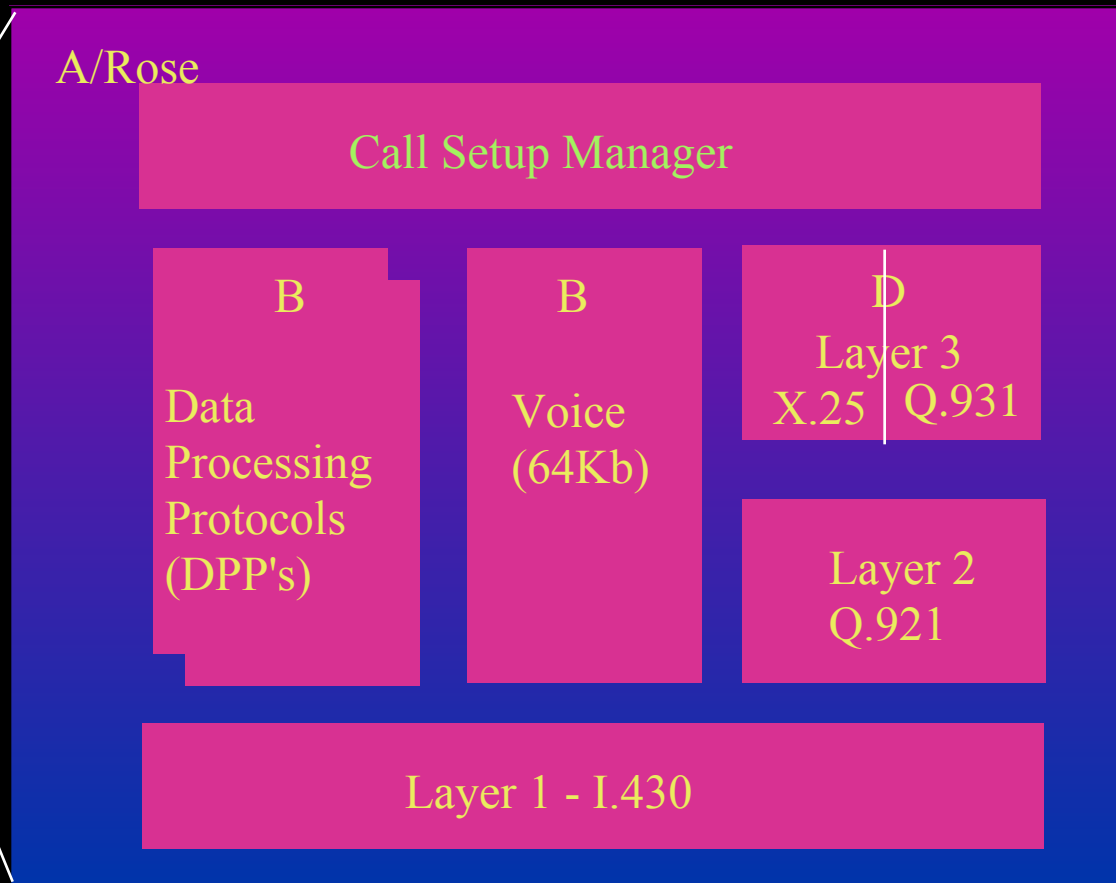 A/Rose
Call Setup Manager
B
Data
Processing
Protocols
(DPP's)
B
Voice
(64Kb)
D
Layer 3
X.25 Q.931
Layer 2
Q.921
Layer 1 - I.430